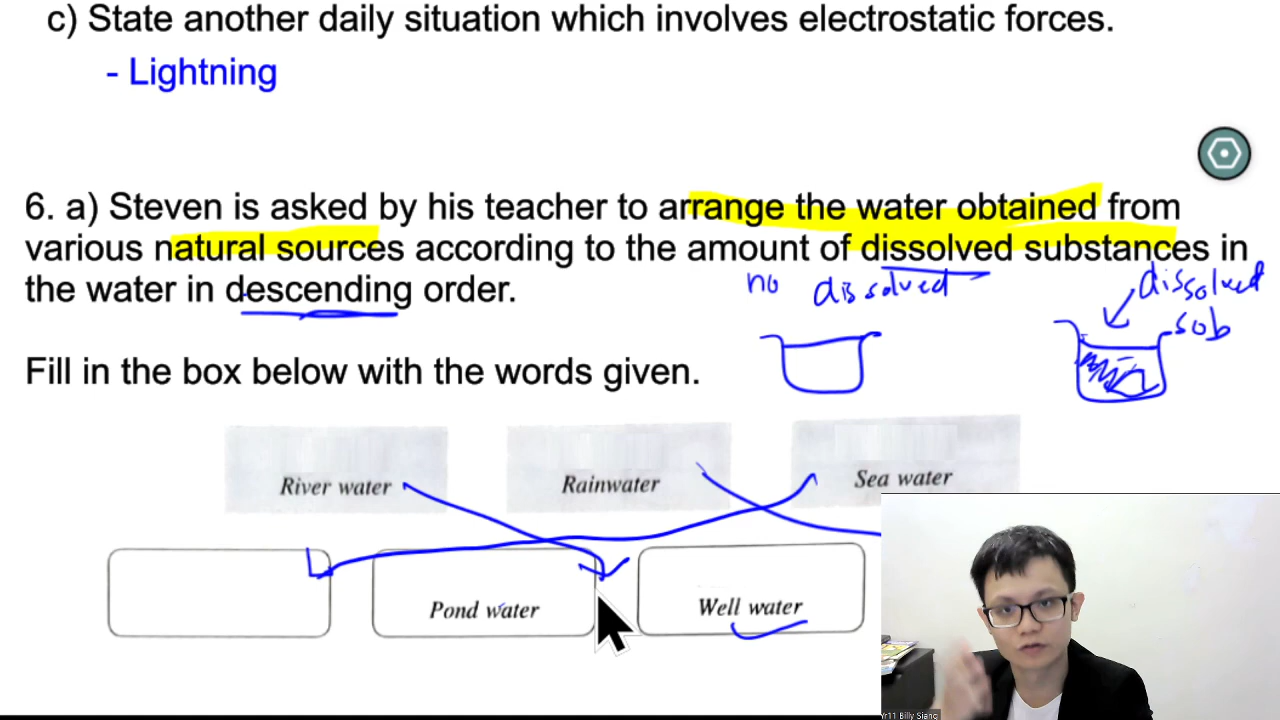 c) State another daily situation which involves electrostatic forces.
- Lightning
6. a) Steven is asked by his teacher to arrange the water obtained from
various natural sources according to the amount of dissolved substances in
the water in descending order.
no dissolved
dissolved
sob
Fill in the box below with the words given.
River water
Rainwater
Sea water
Pond water
Well water
Yr11 Billy Siang